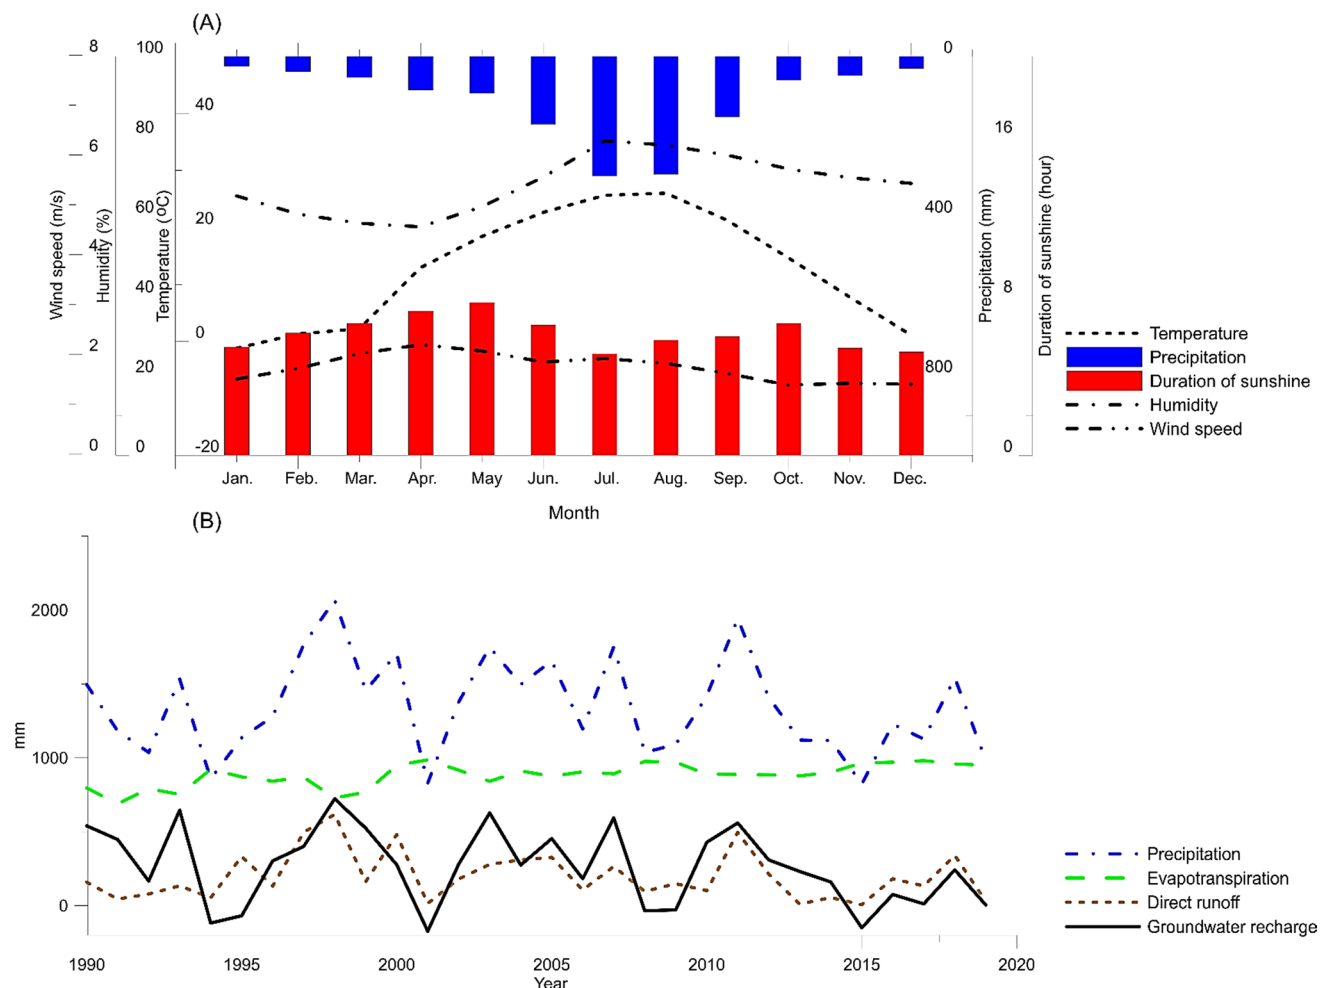 (A)
8
6
4
2
0
Wind speed (m/s)
100
80
60
40
20
0
Humidity (%)
40
20
0
-20
Temperature (oC)
0
400
800
Precipitation (mm)
16
8
0
Duration of sunshine (hour)
Jan. Feb. Mar. Apr. May Jun. Jul. Aug. Sep. Oct. Nov. Dec.
Month
Temperature
Precipitation
Duration of sunshine
Humidity
Wind speed
(B)
2000
1000
0
mm
1990 1995 2000 2005 2010 2015 2020
Year
Precipitation
Evapotranspiration
Direct runoff
Groundwater recharge